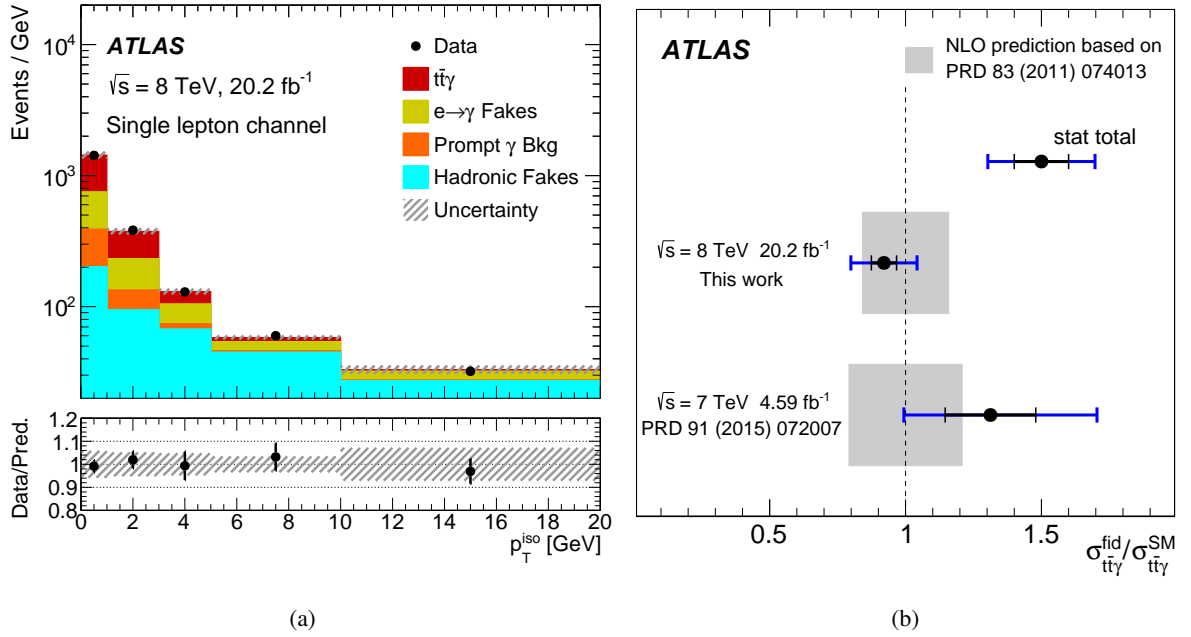 ATLAS
√s = 8 TeV, 20.2 fb⁻¹
Single lepton channel
Data
tt̄γ
e→γ Fakes
Prompt γ Bkg
Hadronic Fakes
Uncertainty
Events / GeV
10⁴
10³
10²
Data/Pred.
1.2
1.1
1
0.9
0.8
0 2 4 6 8 10 12 14 16 18 20
p_T^iso [GeV]
(a)
ATLAS
NLO prediction based on
PRD 83 (2011) 074013
stat total
√s = 8 TeV 20.2 fb⁻¹
This work
√s = 7 TeV 4.59 fb⁻¹
PRD 91 (2015) 072007
0.5 1 1.5
σ^fid_tt̄γ/σ^SM_tt̄γ
(b)